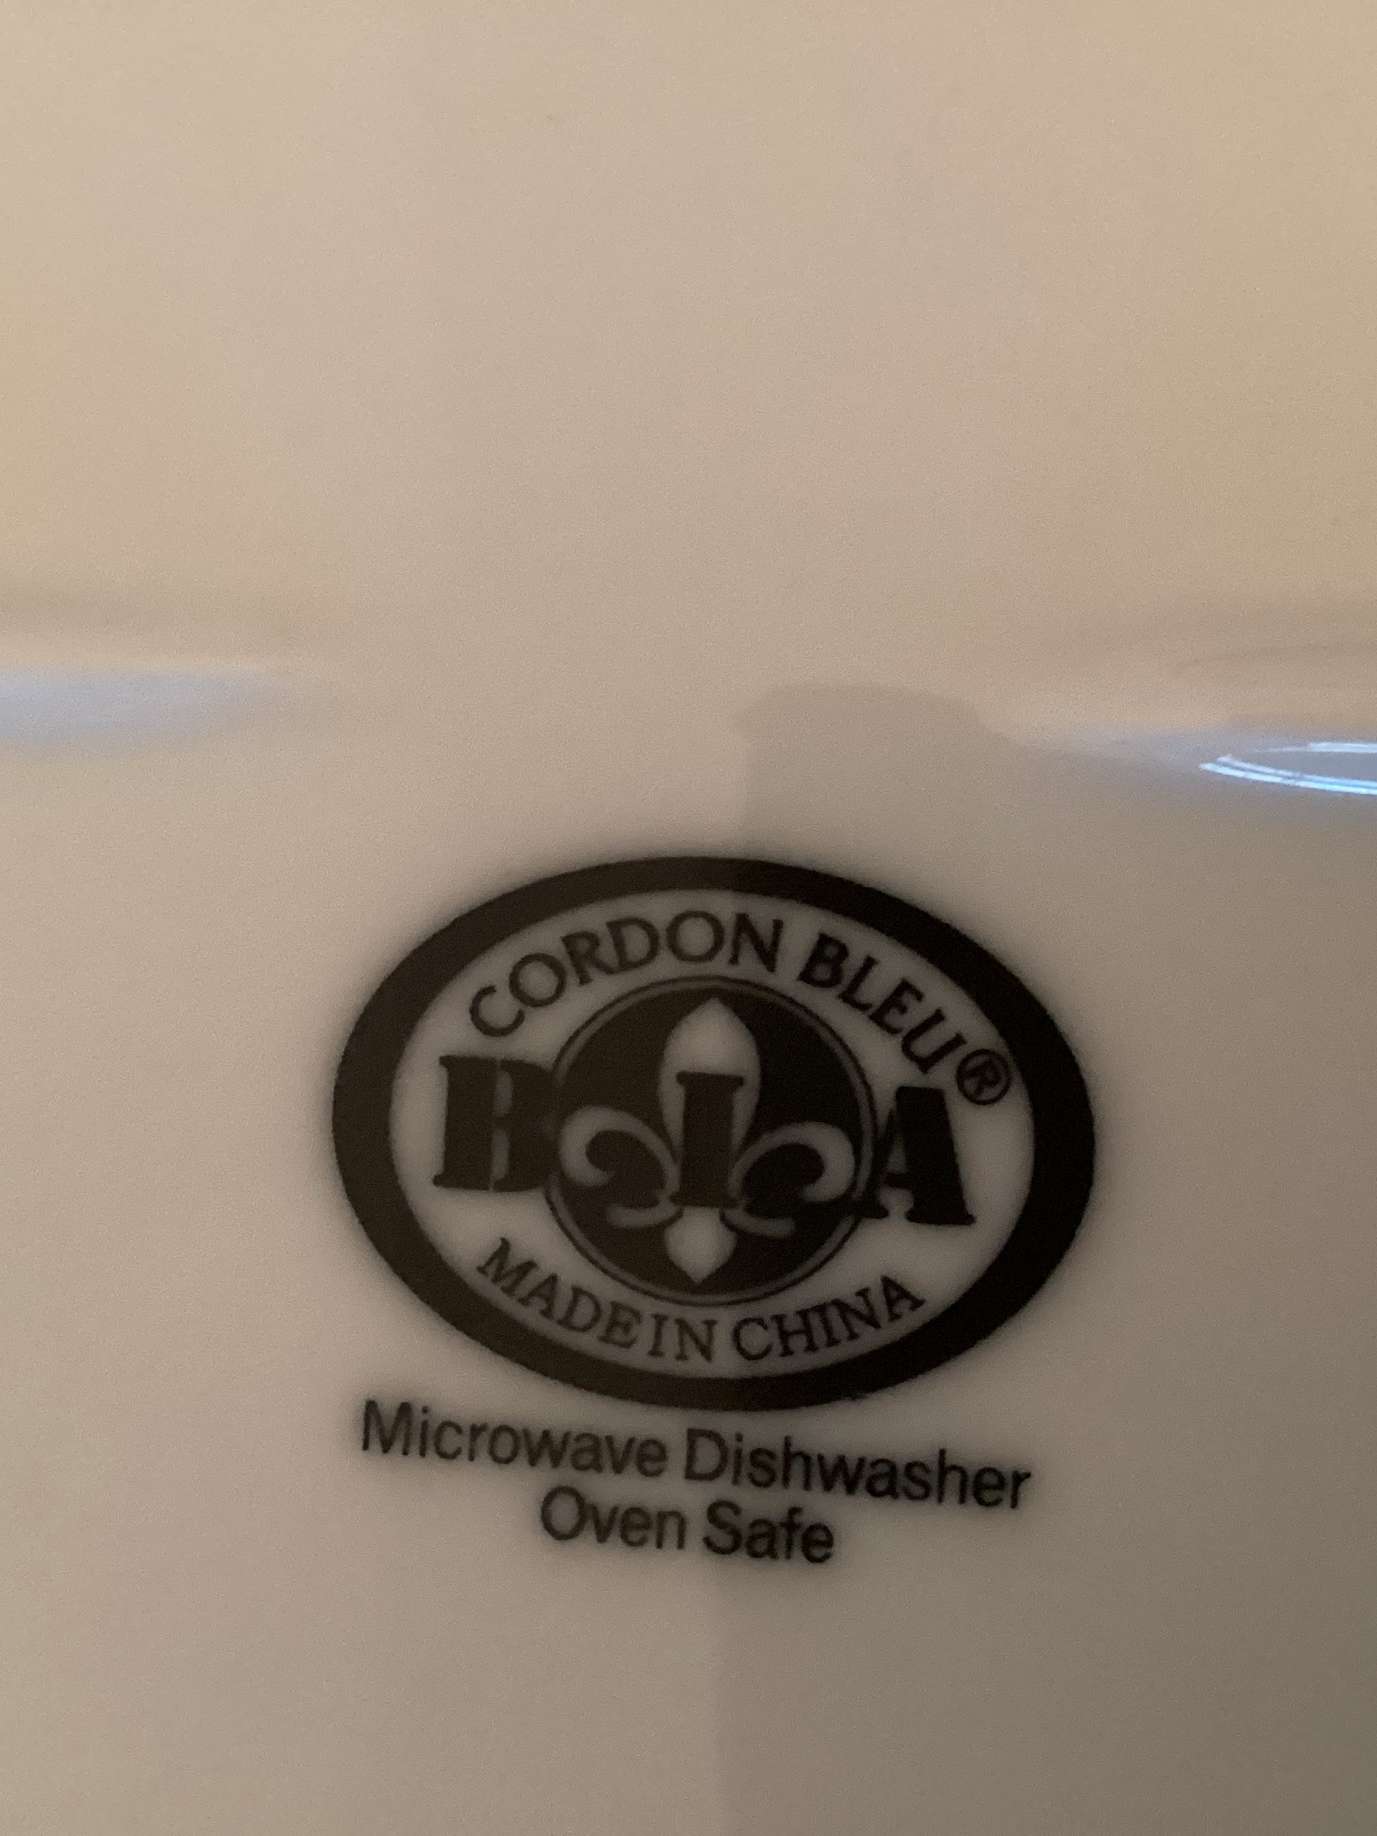 CORDON BLEU®
BIA
MADE IN CHINA
Microwave Dishwasher
Oven Safe